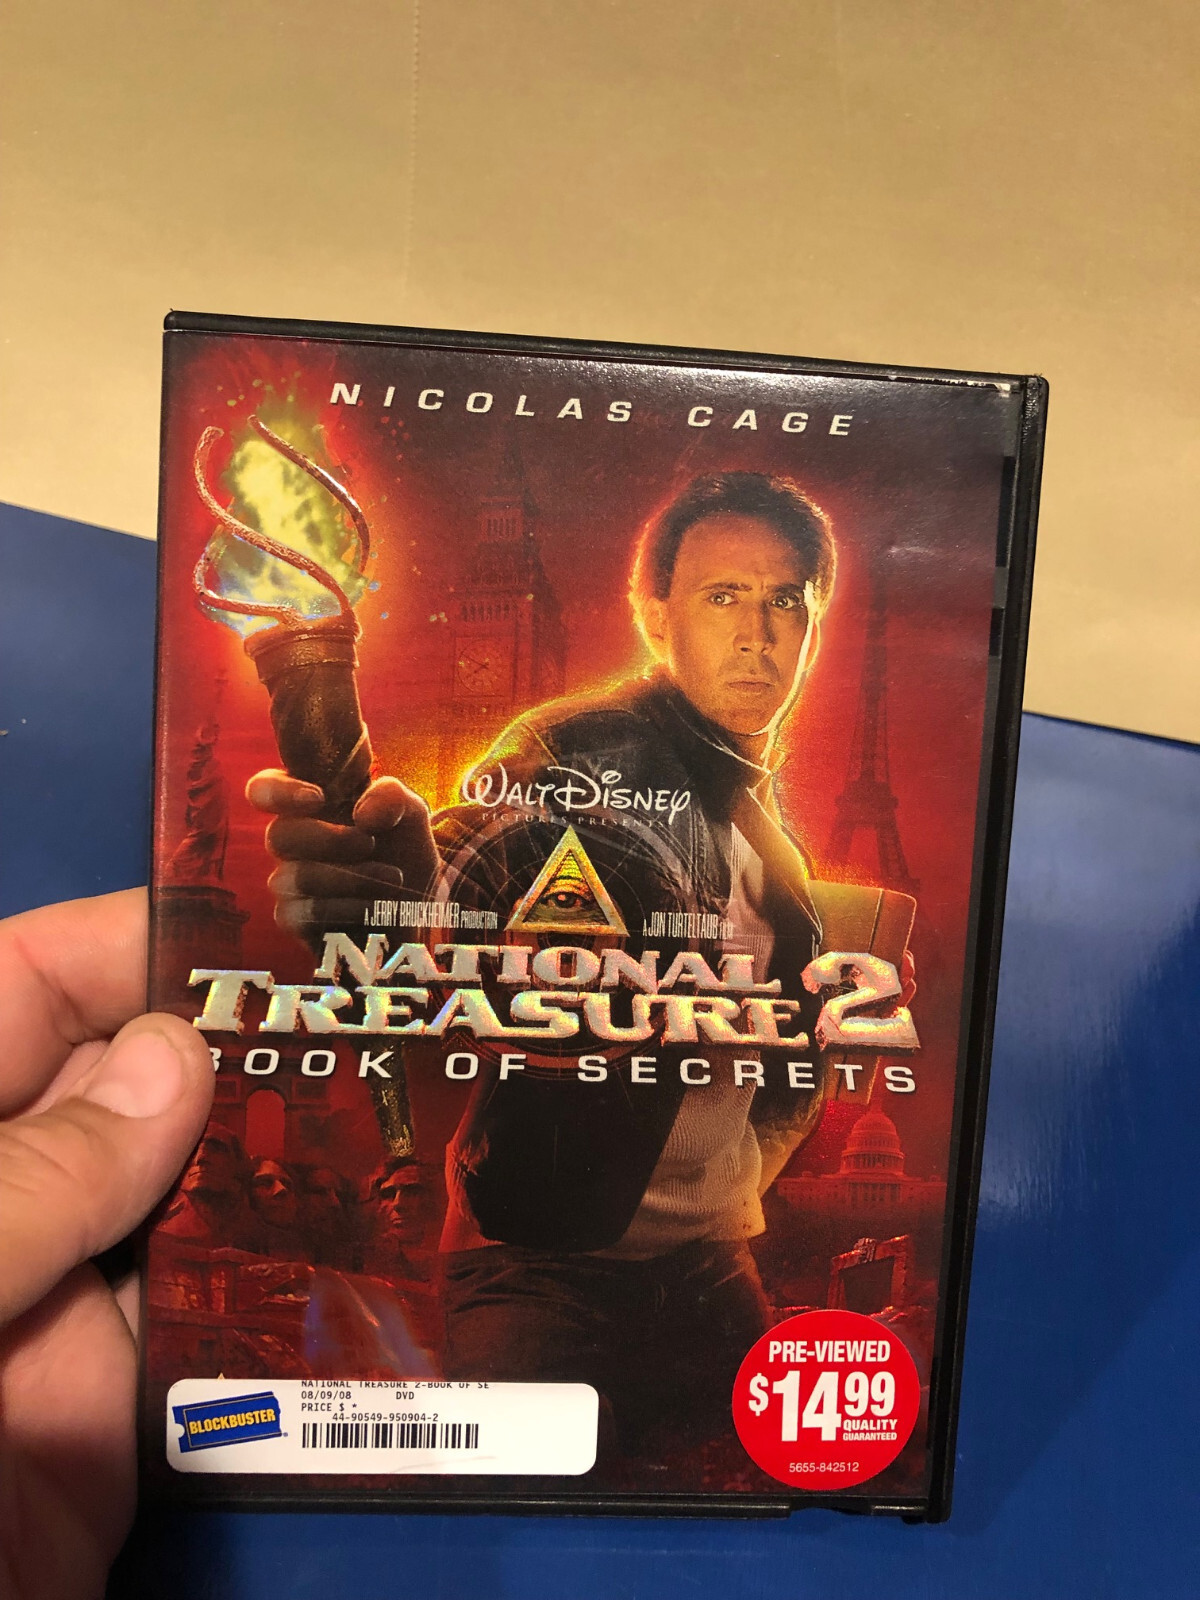 NICOLAS CAGE
WALT DISNEY
PICTURES PRESENTS
A JERRY BRUCKHEIMER PRODUCTION
A JON TURTELTAUB FILM
NATIONAL
TREASURE 2
BOOK OF SECRETS
PRE-VIEWED
$14.99
QUALITY
GUARANTEED
5655-842512
BLOCKBUSTER
NATIONAL TREASURE 2-BOOK OF SE
08/09/08 DVD
PRICE $ *
44-90549-950904-2